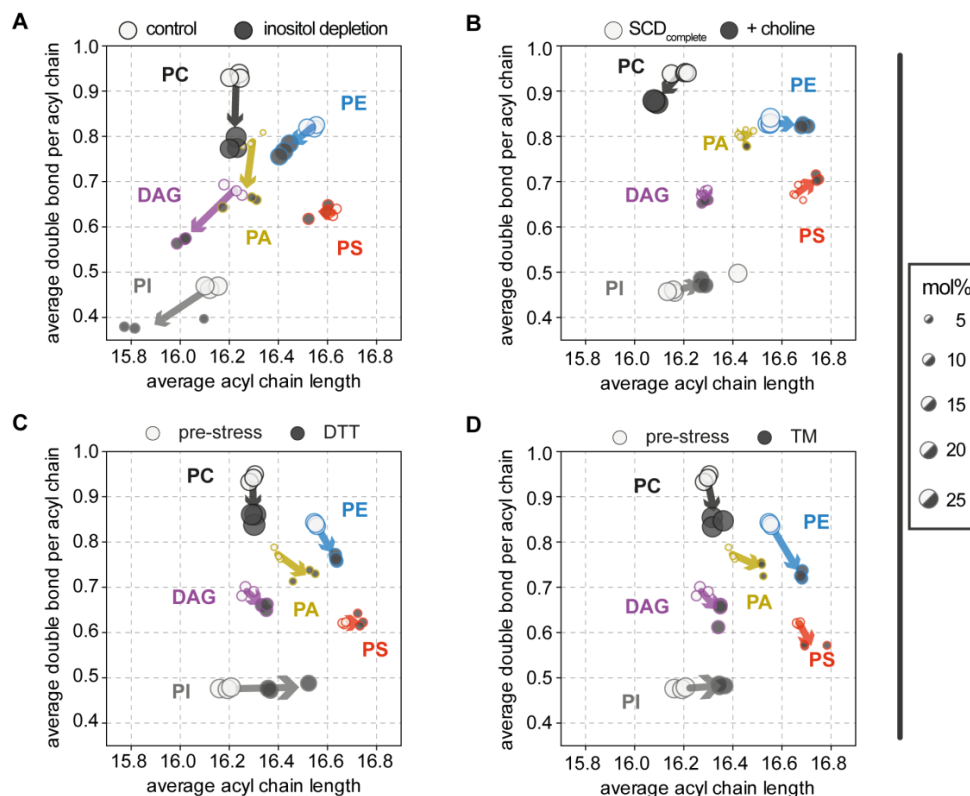 A
control
inositol depletion
average double bond per acyl chain
1.0
0.9
0.8
0.7
0.6
0.5
0.4
PC
PE
DAG
PA
PS
PI
15.8 16.0 16.2 16.4 16.6 16.8
average acyl chain length
B
SCDcomplete
+ choline
average double bond per acyl chain
1.0
0.9
0.8
0.7
0.6
0.5
0.4
PC
PE
PA
DAG
PS
PI
15.8 16.0 16.2 16.4 16.6 16.8
average acyl chain length
C
pre-stress
DTT
average double bond per acyl chain
1.0
0.9
0.8
0.7
0.6
0.5
0.4
PC
PE
DAG
PA
PS
PI
15.8 16.0 16.2 16.4 16.6 16.8
average acyl chain length
D
pre-stress
TM
average double bond per acyl chain
1.0
0.9
0.8
0.7
0.6
0.5
0.4
PC
PE
DAG
PA
PS
PI
15.8 16.0 16.2 16.4 16.6 16.8
average acyl chain length
mol%
5
10
15
20
25